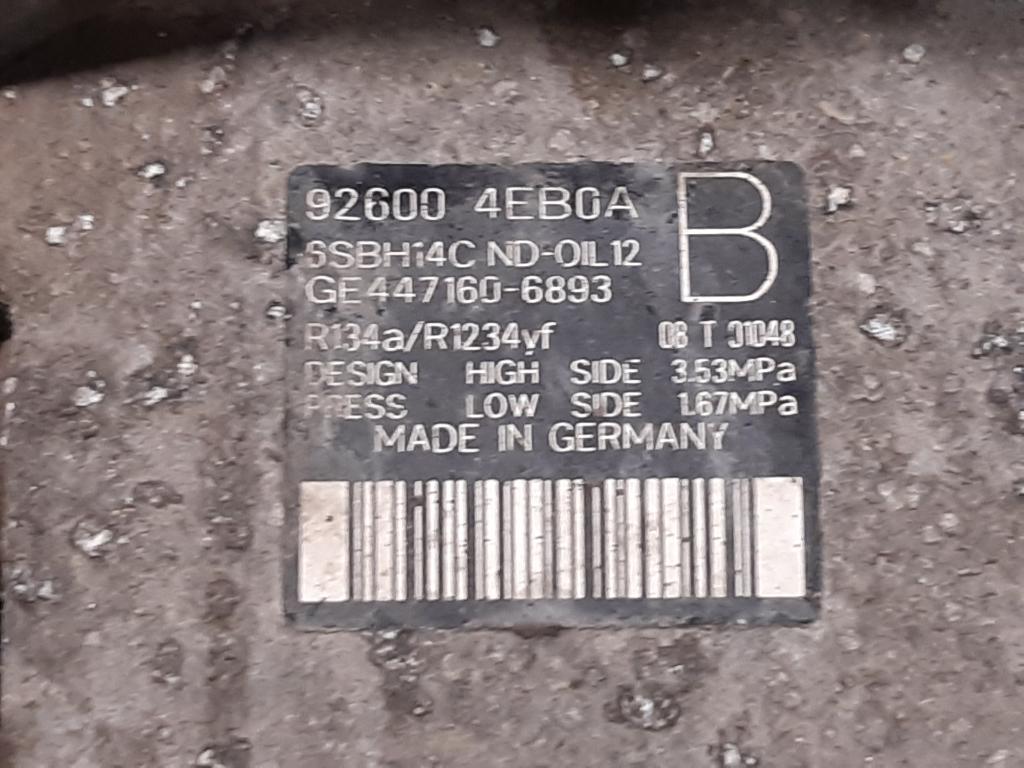 92600 4EB0A B
6SBH14C ND-OIL12
GE447160-6893
R134a/R1234yf 08 T 01048
DESIGN HIGH SIDE 3.53MPa
PRESS LOW SIDE 1.67MPa
MADE IN GERMANY